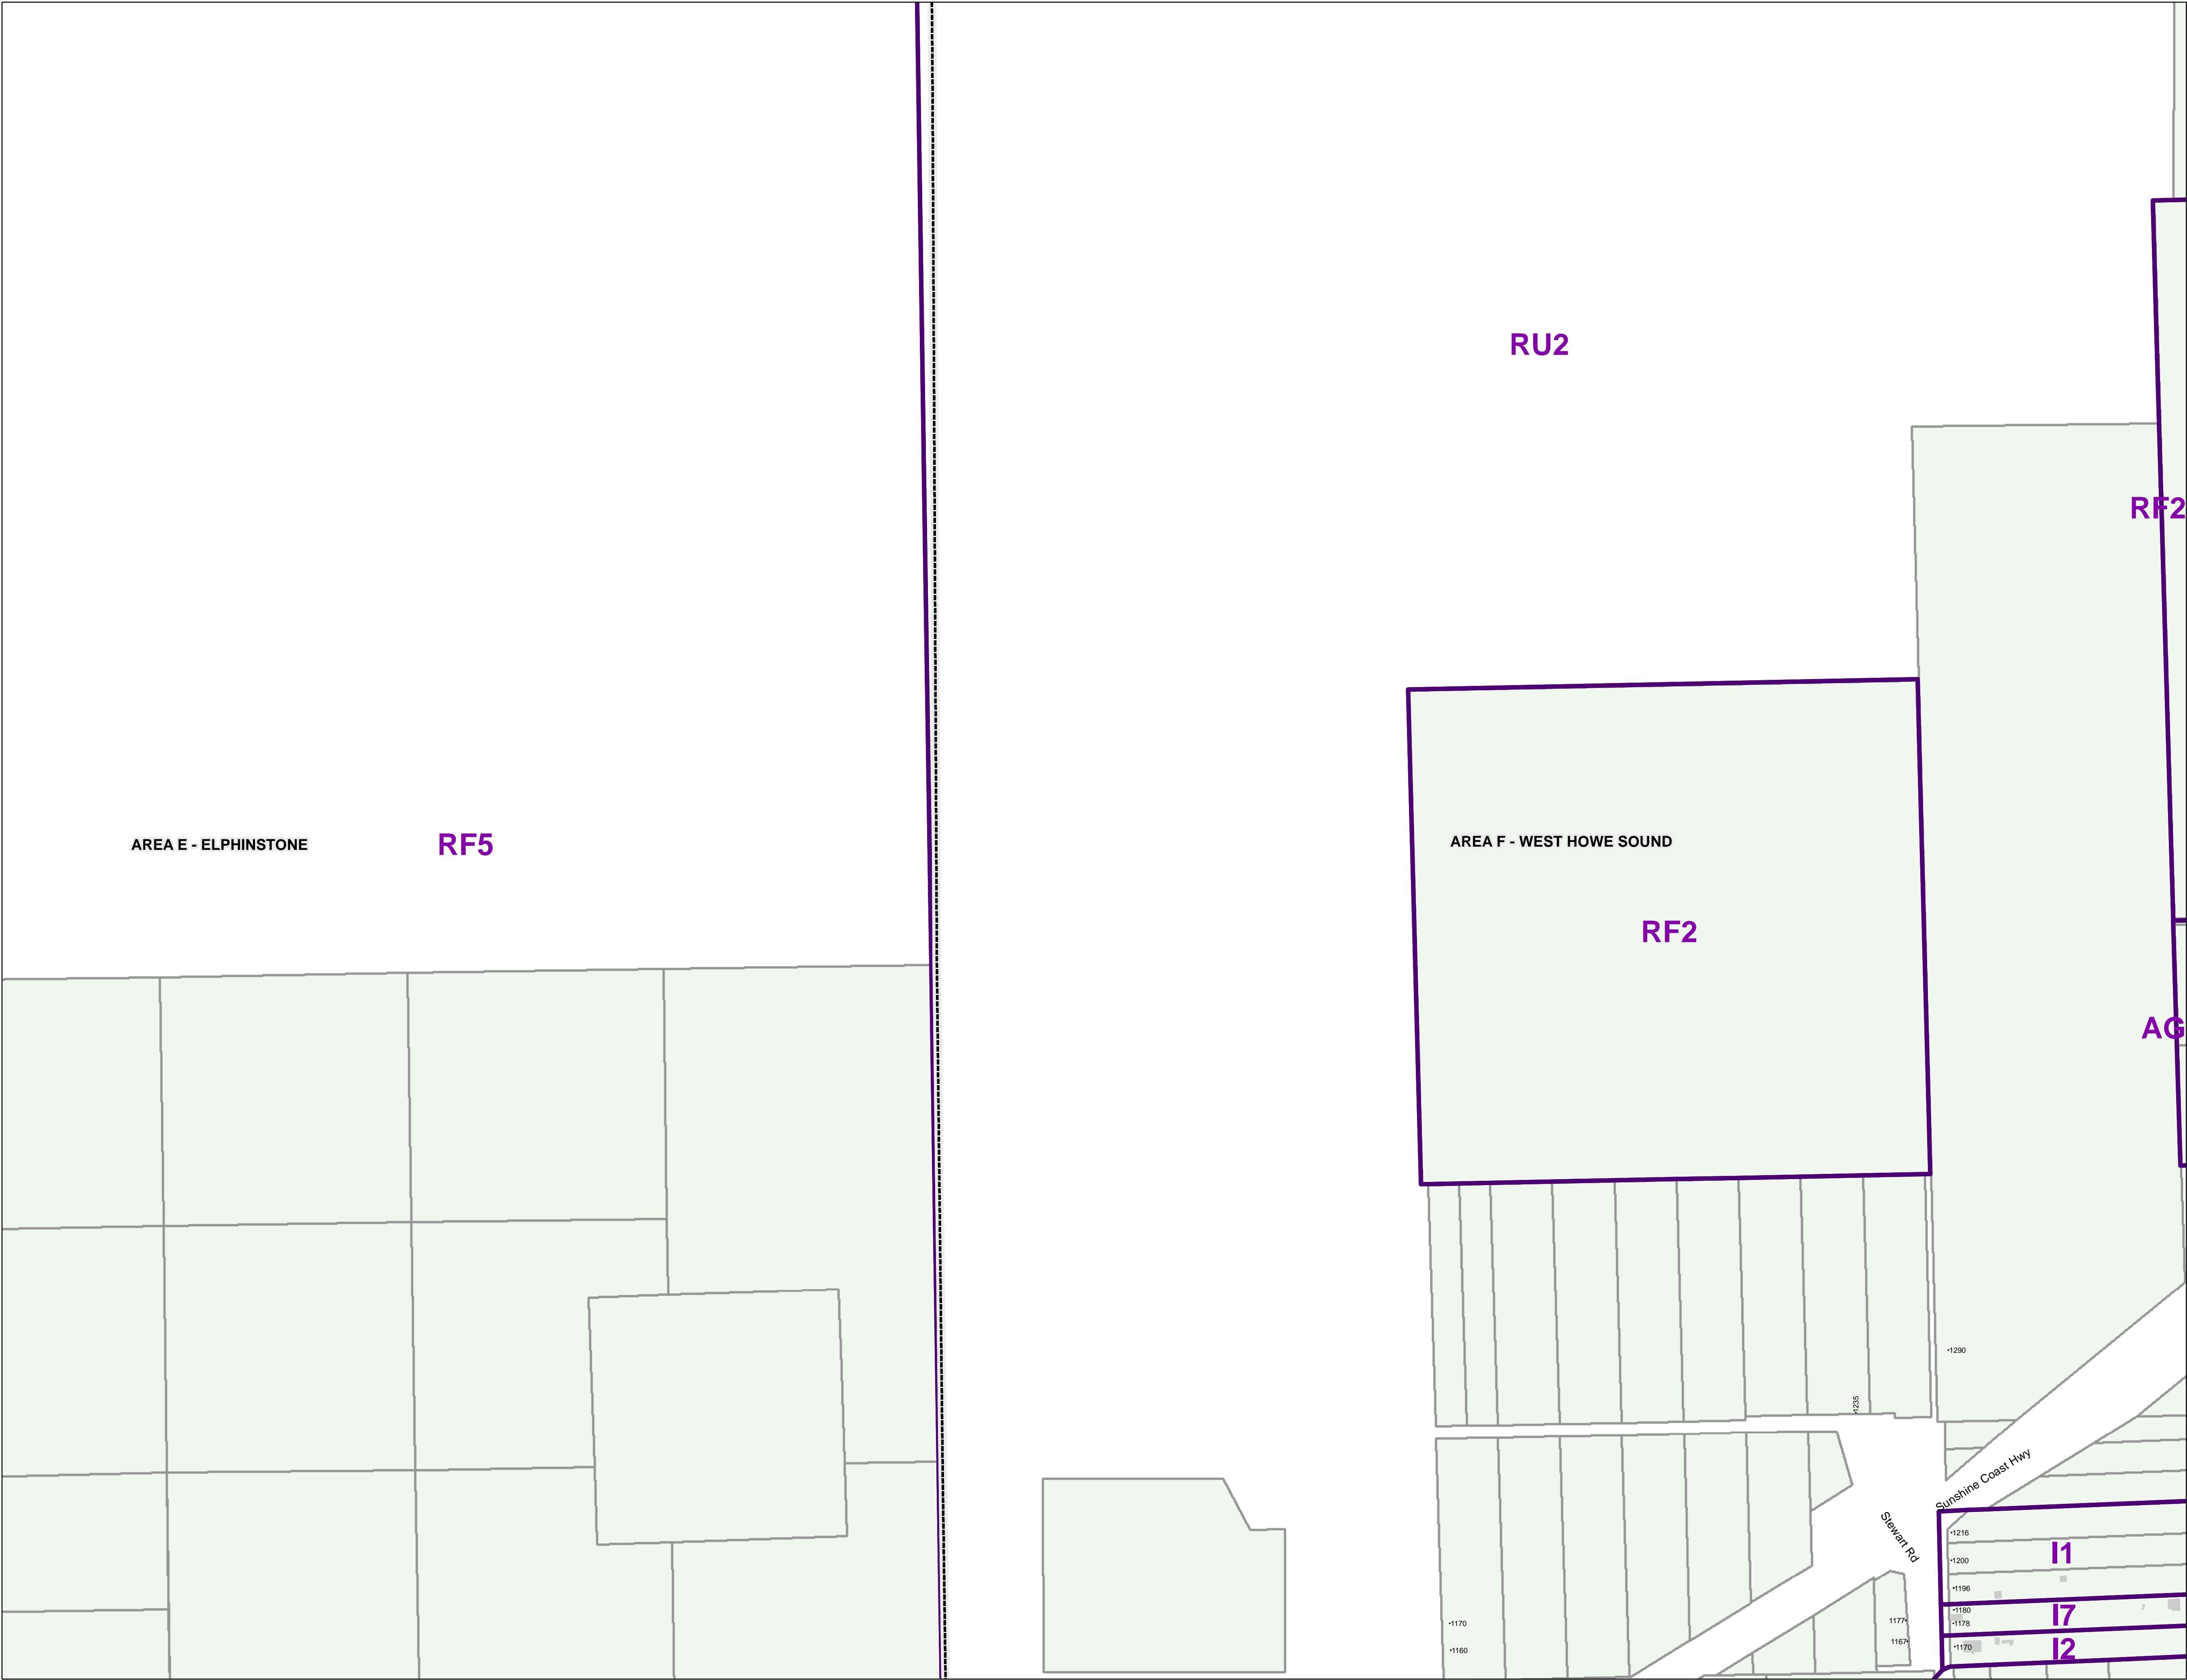 RU2
RF2
AREA E - ELPHINSTONE
RF5
AREA F - WEST HOWE SOUND
RF2
AG
1290
1235
Sunshine Coast Hwy
Stewart Rd
1216
1200
I1
1196
1180
1178
I7
1177
1167
1170
I2
1170
1160